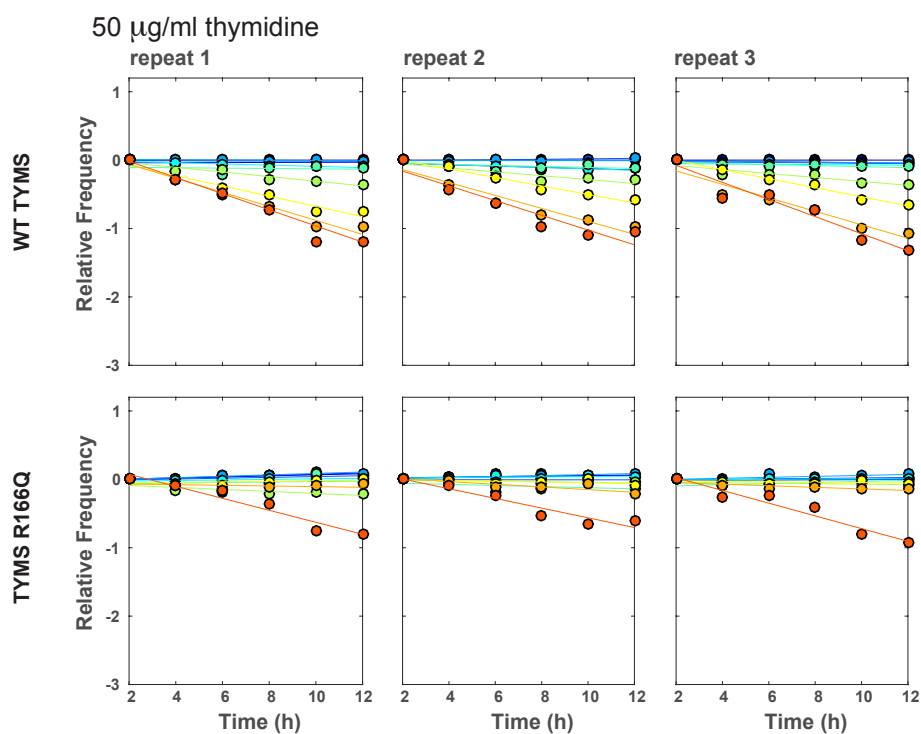 50 μg/ml thymidine
repeat 1
repeat 2
repeat 3
WT TYMS
Relative Frequency
1
0
-1
-2
-3
TYMS R166Q
Relative Frequency
1
0
-1
-2
-3
2 4 6 8 10 12
2 4 6 8 10 12
2 4 6 8 10 12
Time (h)
Time (h)
Time (h)